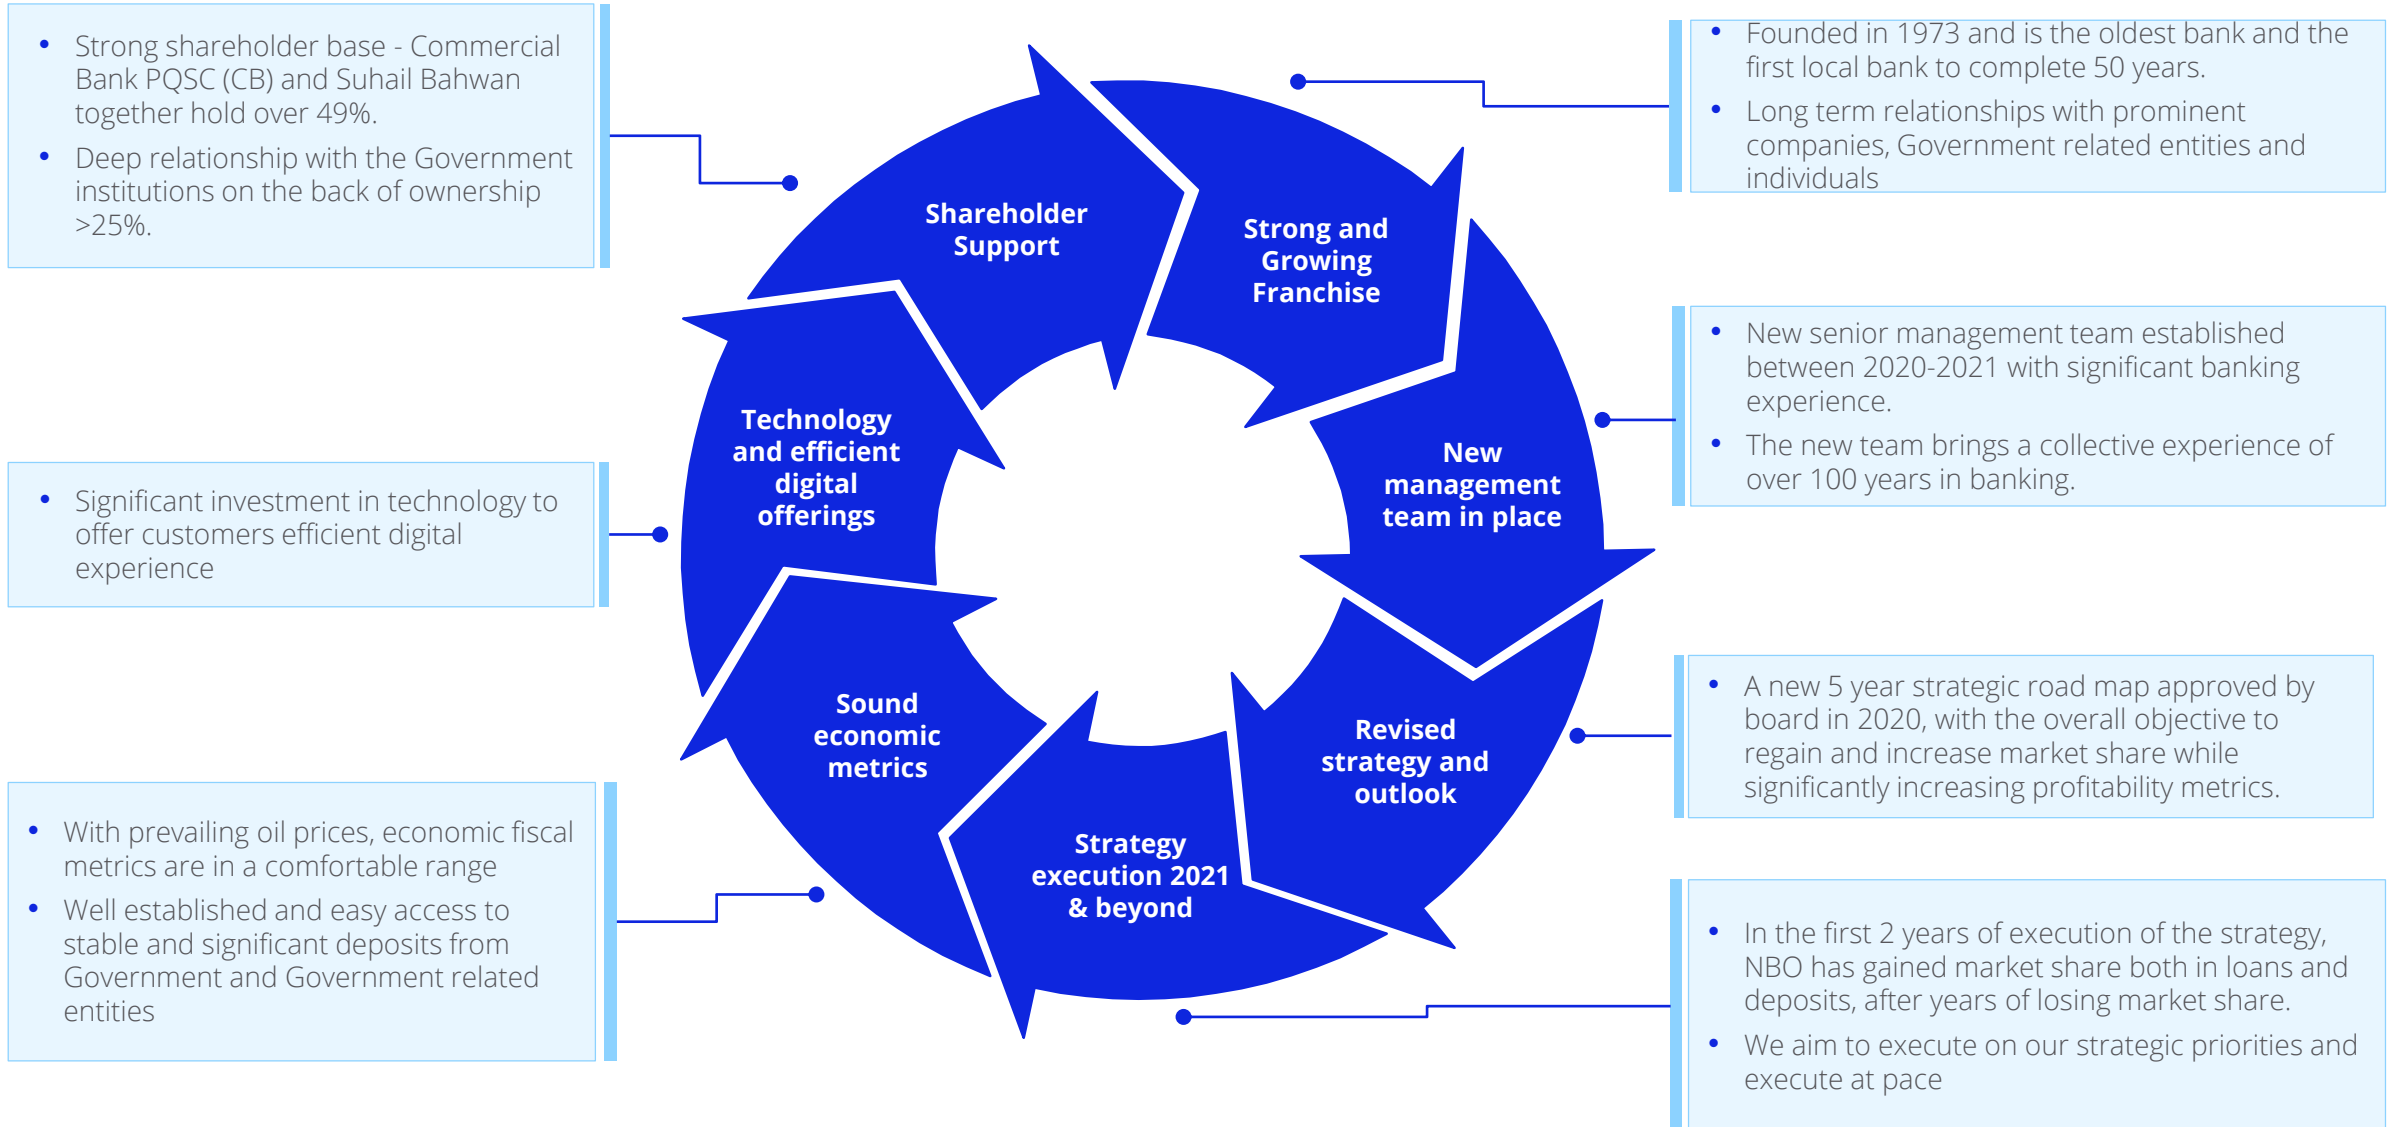 • Strong shareholder base - Commercial
Bank PQSC (CB) and Suhail Bahwan
together hold over 49%.
• Deep relationship with the Government
institutions on the back of ownership
>25%.
• Significant investment in technology to
offer customers efficient digital
experience
• With prevailing oil prices, economic fiscal
metrics are in a comfortable range
• Well established and easy access to
stable and significant deposits from
Government and Government related
entities
Shareholder
Support
Strong and
Growing
Franchise
New
management
team in place
Revised
strategy and
outlook
Strategy
execution 2021
& beyond
Sound
economic
metrics
Technology
and efficient
digital
offerings
• Founded in 1973 and is the oldest bank and the
first local bank to complete 50 years.
• Long term relationships with prominent
companies, Government related entities and
individuals
• New senior management team established
between 2020-2021 with significant banking
experience.
• The new team brings a collective experience of
over 100 years in banking.
• A new 5 year strategic road map approved by
board in 2020, with the overall objective to
regain and increase market share while
significantly increasing profitability metrics.
• In the first 2 years of execution of the strategy,
NBO has gained market share both in loans and
deposits, after years of losing market share.
• We aim to execute on our strategic priorities and
execute at pace